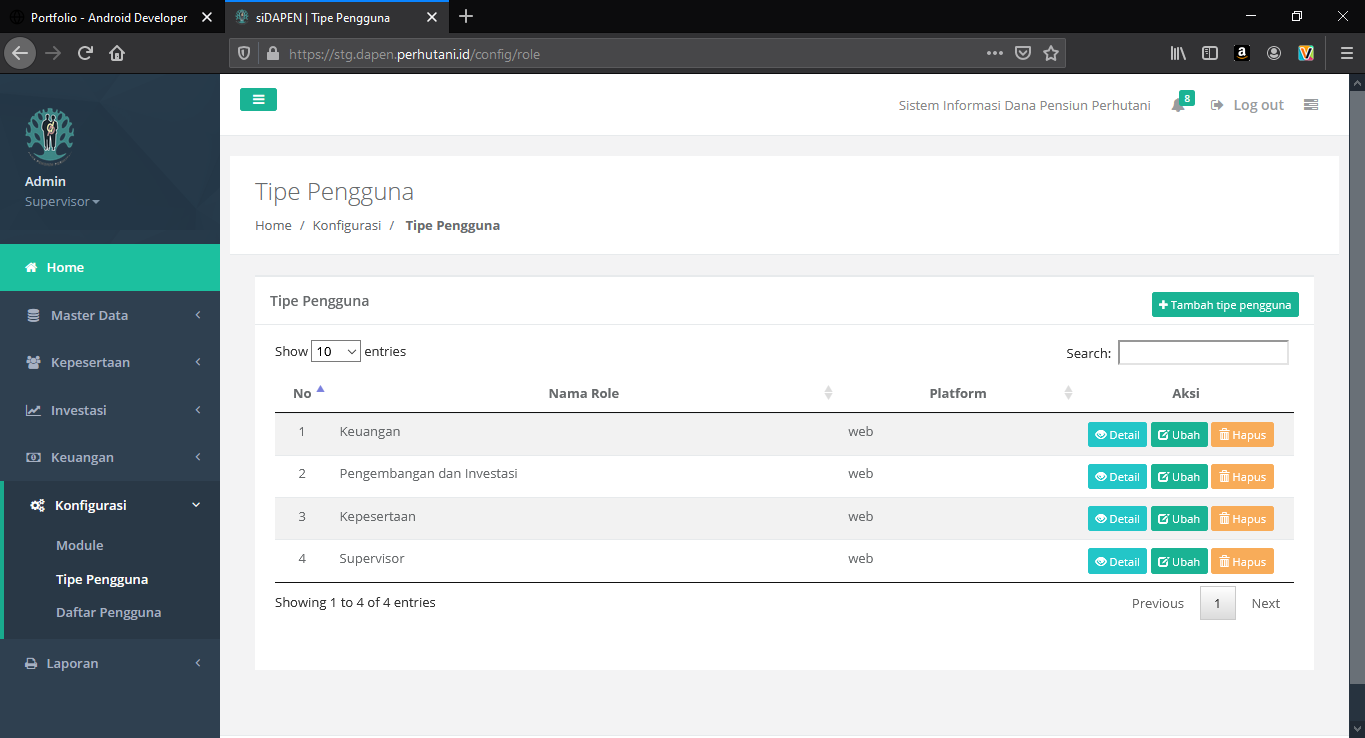 Portfolio - Android Developer
siDAPEN | Tipe Pengguna
https://stg.dapen.perhutani.id/config/role
Admin
Supervisor
Home
Master Data
Kepesertaan
Investasi
Keuangan
Konfigurasi
Module
Tipe Pengguna
Daftar Pengguna
Laporan
Sistem Informasi Dana Pensiun Perhutani
8
Log out
Tipe Pengguna
Home / Konfigurasi / Tipe Pengguna
Tipe Pengguna
Tambah tipe pengguna
Show 10 entries
Search:
No Nama Role Platform Aksi
1 Keuangan web Detail Ubah Hapus
2 Pengembangan dan Investasi web Detail Ubah Hapus
3 Kepesertaan web Detail Ubah Hapus
4 Supervisor web Detail Ubah Hapus
Showing 1 to 4 of 4 entries
Previous 1 Next